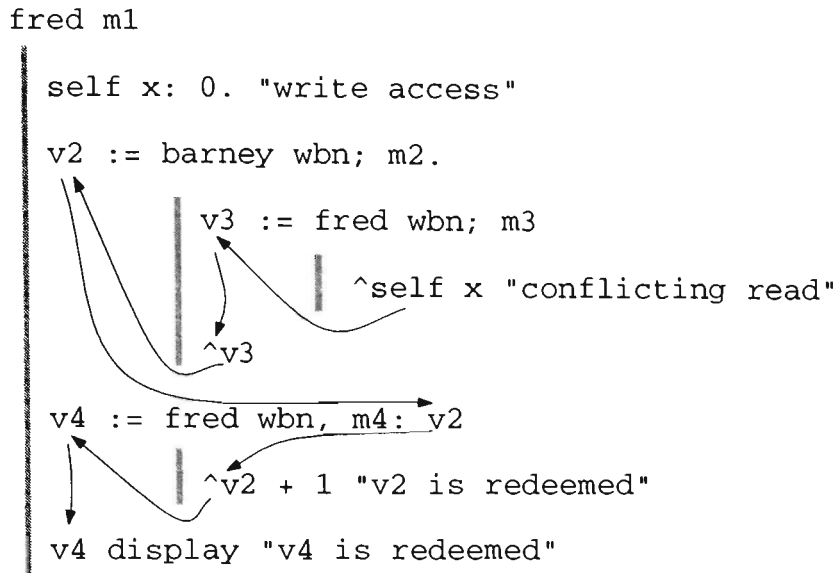 fred m1
self x: 0. "write access"
v2 := barney wbn; m2.
v3 := fred wbn; m3
^self x "conflicting read"
^v3
v4 := fred wbn, m4: v2
^v2 + 1 "v2 is redeemed"
v4 display "v4 is redeemed"